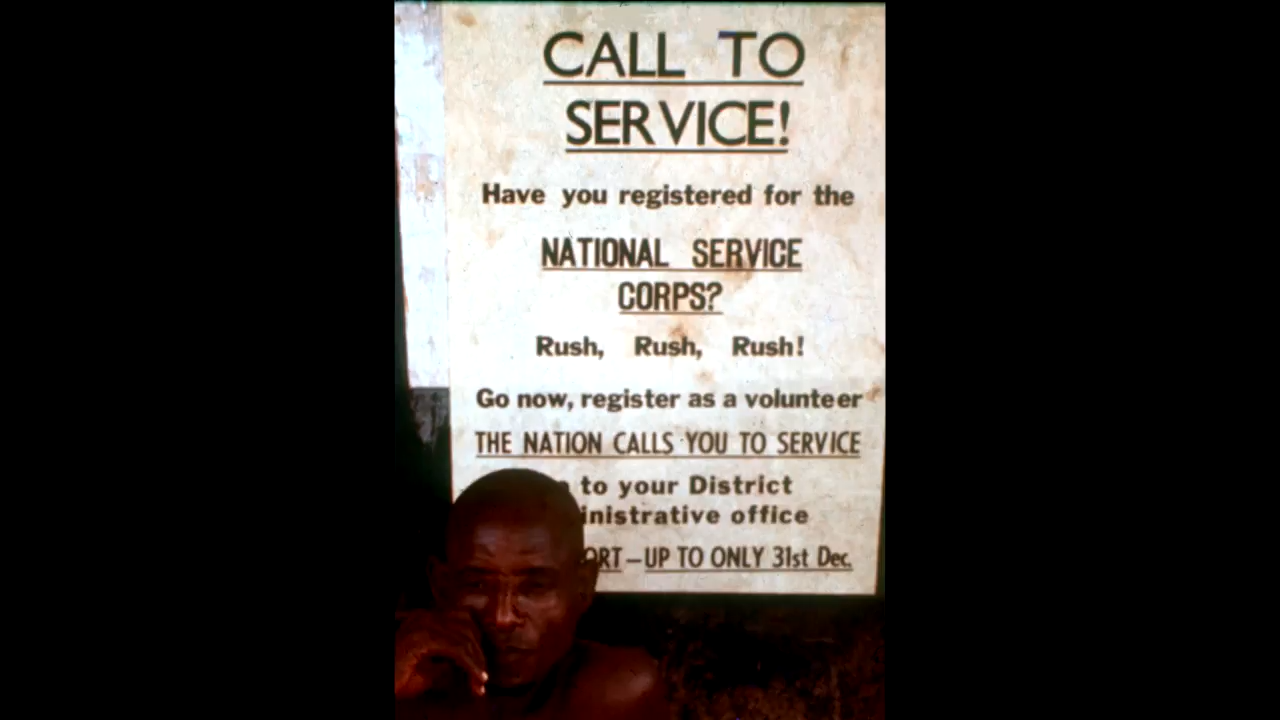 CALL TO
SERVICE!
Have you registered for the
NATIONAL SERVICE
CORPS?
Rush, Rush, Rush!
Go now, register as a volunteer
THE NATION CALLS YOU TO SERVICE
to your District
inistrative office
ORT – UP TO ONLY 31st Dec.